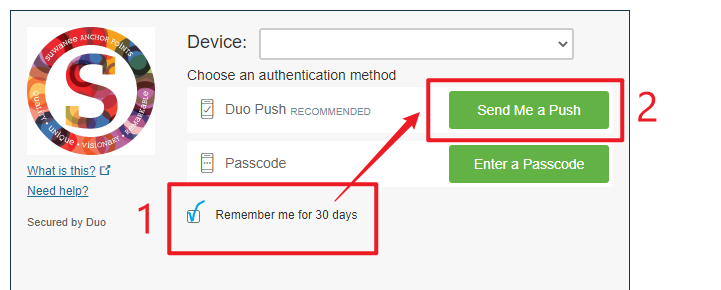 SUWANEE ANCHOR POINTS
QUALITY • UNIQUE • VISIONARY • REMARKABLE
S
What is this?
Need help?
Secured by Duo
Device:
Choose an authentication method
Duo Push RECOMMENDED
Send Me a Push
Passcode
Enter a Passcode
Remember me for 30 days
1
2